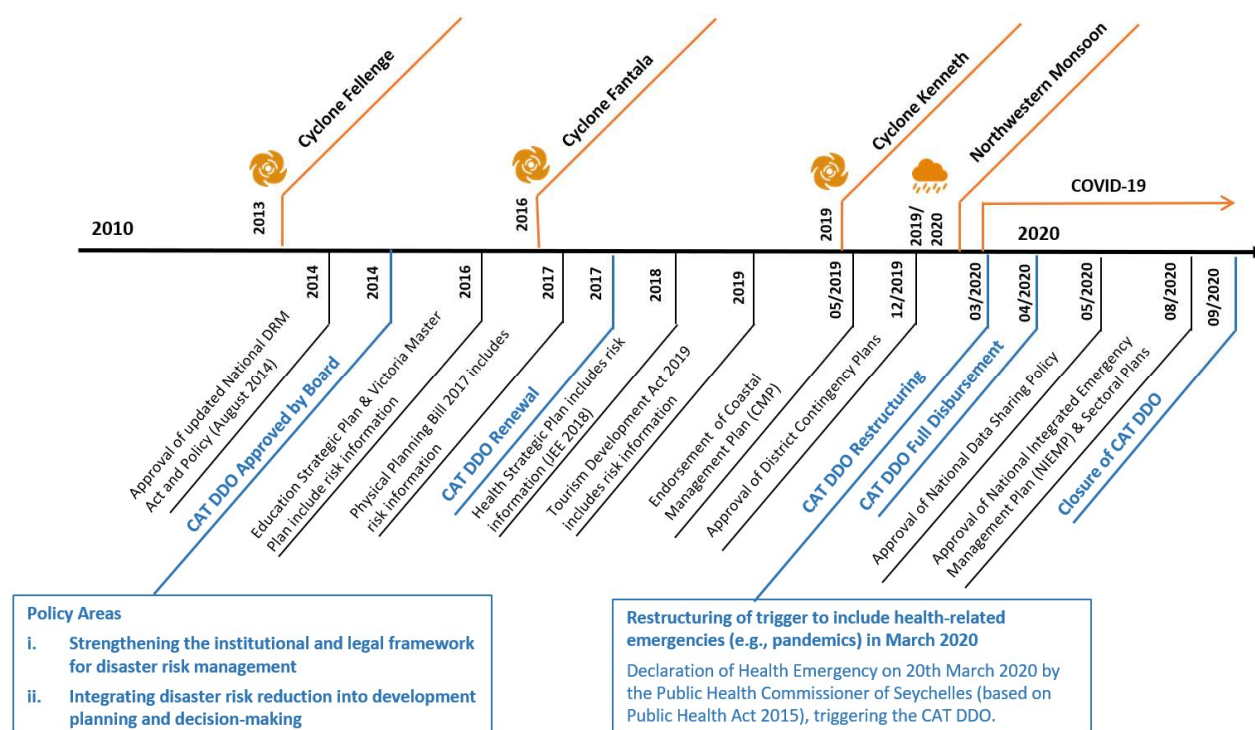 Cyclone Fellenge
Cyclone Fantala
Cyclone Kenneth
Northwestern Monsoon
COVID-19
2013
2016
2019
2019/
2020
2010
2020
2014
2014
2016
2017
2017
2018
2019
05/2019
12/2019
03/2020
04/2020
05/2020
08/2020
09/2020
Approval of updated National DRM
Act and Policy (August 2014)
CAT DDO Approved by Board
Education Strategic Plan & Victoria Master
Plan include risk information
Physical Planning Bill 2017 includes
risk information
CAT DDO Renewal
Health Strategic Plan includes risk
information (JEE 2018)
Tourism Development Act 2019
includes risk information
Endorsement of Coastal
Management Plan (CMP)
Approval of District Contingency Plans
CAT DDO Restructuring
CAT DDO Full Disbursement
Approval of National Data Sharing Policy
Approval of National Integrated Emergency
Management Plan (NIEMP) & Sectoral Plans
Closure of CAT DDO
Policy Areas
i. Strengthening the institutional and legal framework
for disaster risk management
ii. Integrating disaster risk reduction into development
planning and decision-making
Restructuring of trigger to include health-related
emergencies (e.g., pandemics) in March 2020
Declaration of Health Emergency on 20th March 2020 by
the Public Health Commissioner of Seychelles (based on
Public Health Act 2015), triggering the CAT DDO.